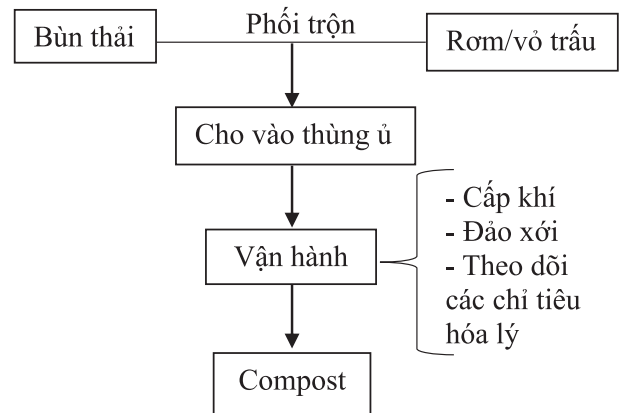 Bùn thải
Phối trộn
Rơm/vỏ trấu
Cho vào thùng ủ
Vận hành
- Cấp khí
- Đảo xới
- Theo dõi
các chỉ tiêu
hóa lý
Compost